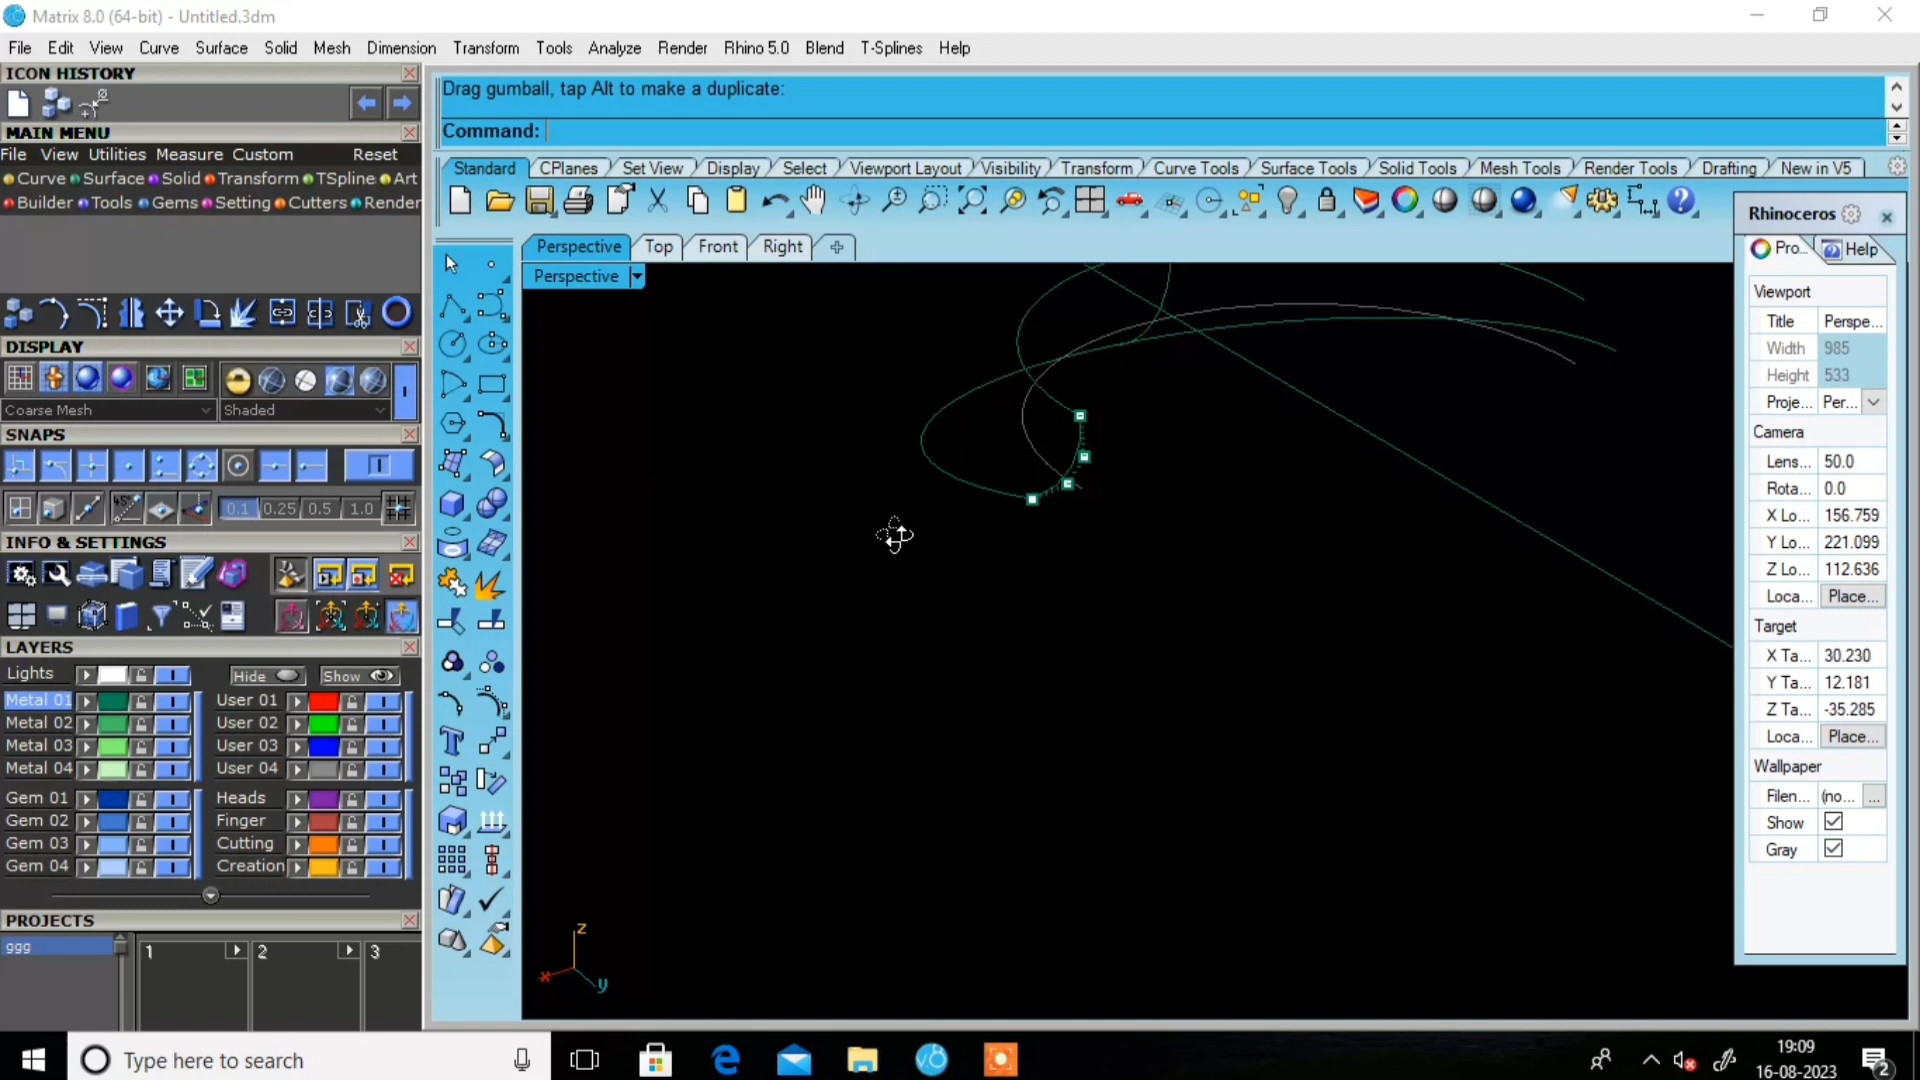 Matrix 8.0 (64-bit) - Untitled.3dm
File Edit View Curve Surface Solid Mesh Dimension Transform Tools Analyze Render Rhino 5.0 Blend T-Splines Help
ICON HISTORY
MAIN MENU
File View Utilities Measure Custom Reset
Curve Surface Solid Transform TSpline Art
Builder Tools Gems Setting Cutters Render
DISPLAY
Coarse Mesh Shaded
SNAPS
45°
0.1 0.25 0.5 1.0
INFO & SETTINGS
LAYERS
Lights Hide Show
Metal 01 User 01
Metal 02 User 02
Metal 03 User 03
Metal 04 User 04
Gem 01 Heads
Gem 02 Finger
Gem 03 Cutting
Gem 04 Creation
PROJECTS
ggg 1 2 3
Drag gumball, tap Alt to make a duplicate:
Command:
Standard CPlanes Set View Display Select Viewport Layout Visibility Transform Curve Tools Surface Tools Solid Tools Mesh Tools Render Tools Drafting New in V5
Perspective Top Front Right
Perspective
z
x
y
Rhinoceros
Pro... Help
Viewport
Title Perspe...
Width 985
Height 533
Proje... Per...
Camera
Lens... 50.0
Rota... 0.0
X Lo... 156.759
Y Lo... 221.099
Z Lo... 112.636
Loca... Place...
Target
X Ta... 30.230
Y Ta... 12.181
Z Ta... -35.285
Loca... Place...
Wallpaper
Filen... (no... ...
Show
Gray
Type here to search
19:09
16-08-2023
2